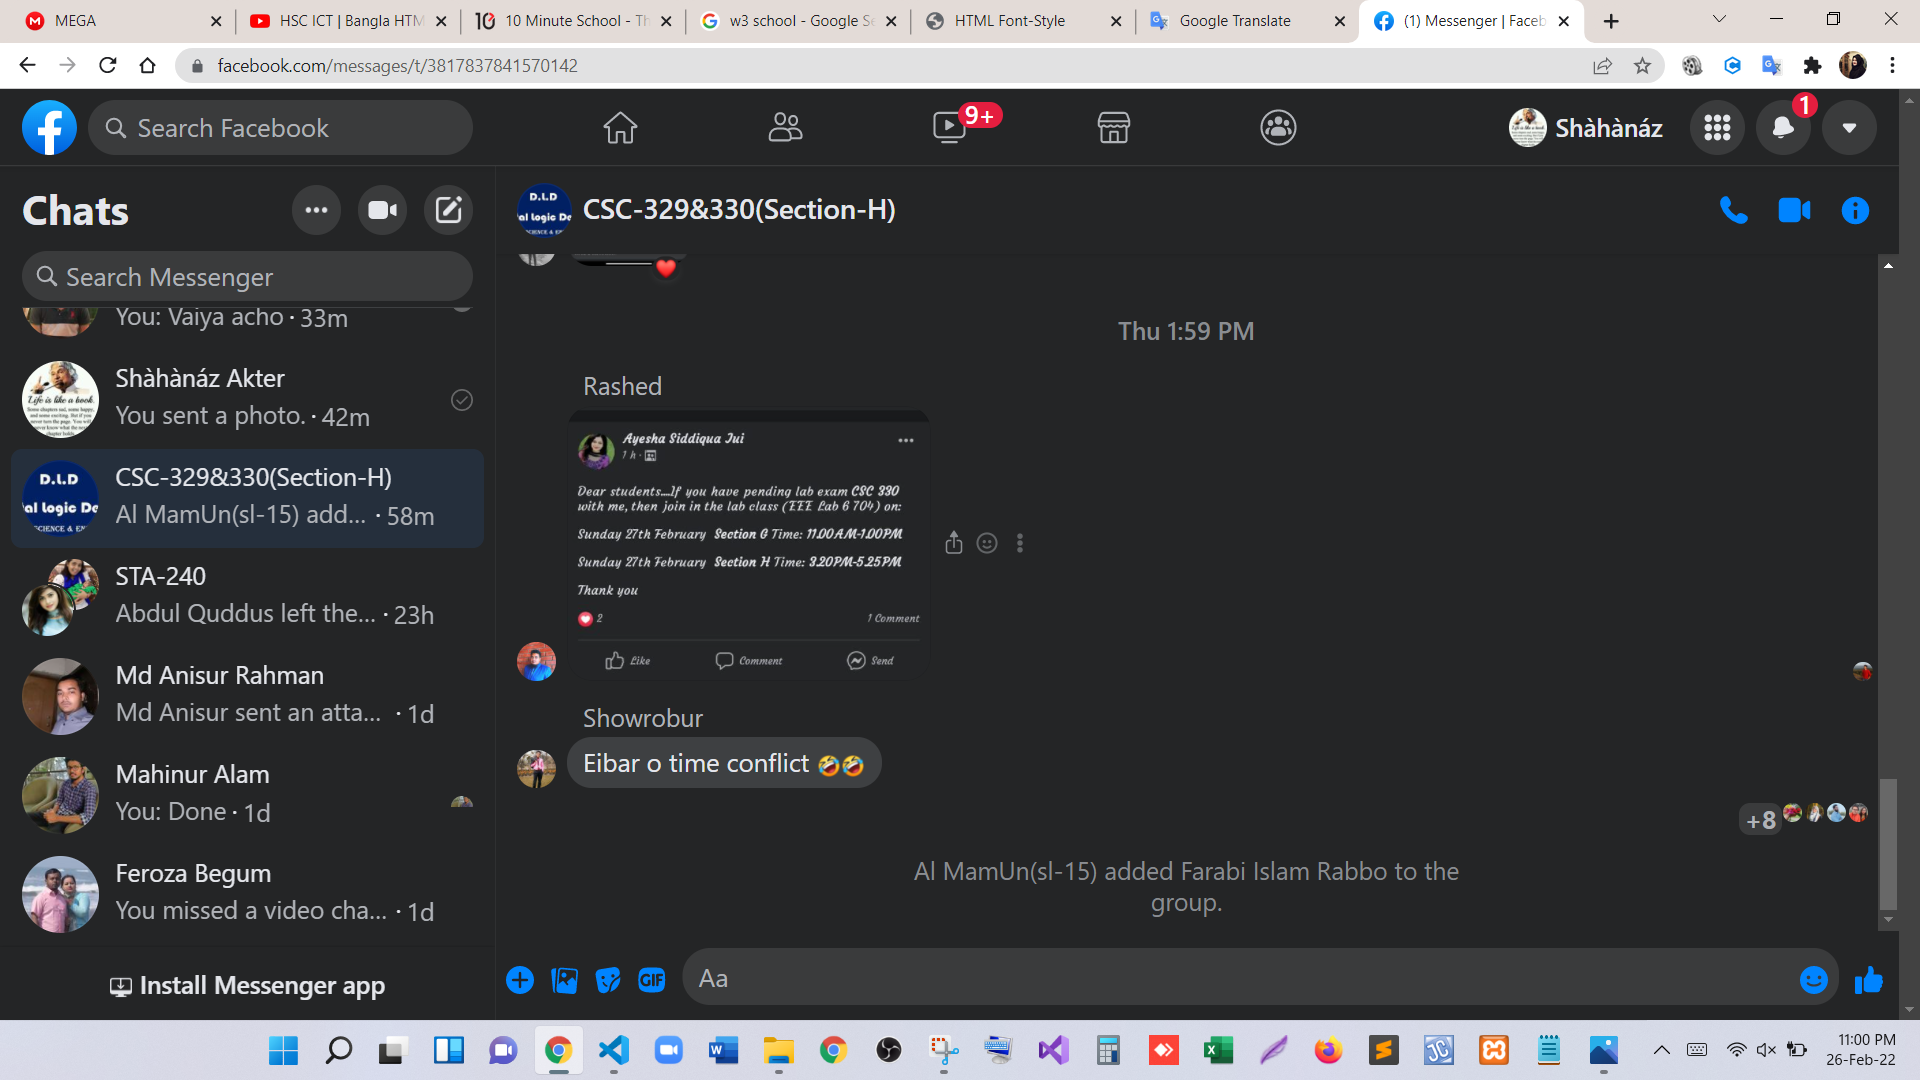 MEGA
HSC ICT | Bangla HTM
10 Minute School - Th
w3 school - Google Se
HTML Font-Style
Google Translate
(1) Messenger | Faceb
facebook.com/messages/t/3817837841570142
Search Facebook
9+
Shàhànáz
1
Chats
Search Messenger
You: Vaiya acho · 33m
Shàhànáz Akter
You sent a photo. · 42m
CSC-329&330(Section-H)
Al MamUn(sl-15) add... · 58m
STA-240
Abdul Quddus left the... · 23h
Md Anisur Rahman
Md Anisur sent an atta... · 1d
Mahinur Alam
You: Done · 1d
Feroza Begum
You missed a video cha... · 1d
Install Messenger app
D.L.D
al logic De
CSC-329&330(Section-H)
Thu 1:59 PM
Rashed
Ayesha Siddiqua Jui
1 h ·
Dear students....If you have pending lab exam CSC 330
with me, then join in the lab class (EEE Lab 6 704) on:
Sunday 27th February Section G Time: 11.00AM-1.00PM
Sunday 27th February Section H Time: 3.20PM-5.25PM
Thank you
2
1 Comment
Like
Comment
Send
Showrobur
Eibar o time conflict 🤣🤣
+8
Al MamUn(sl-15) added Farabi Islam Rabbo to the
group.
GIF
Aa
11:00 PM
26-Feb-22